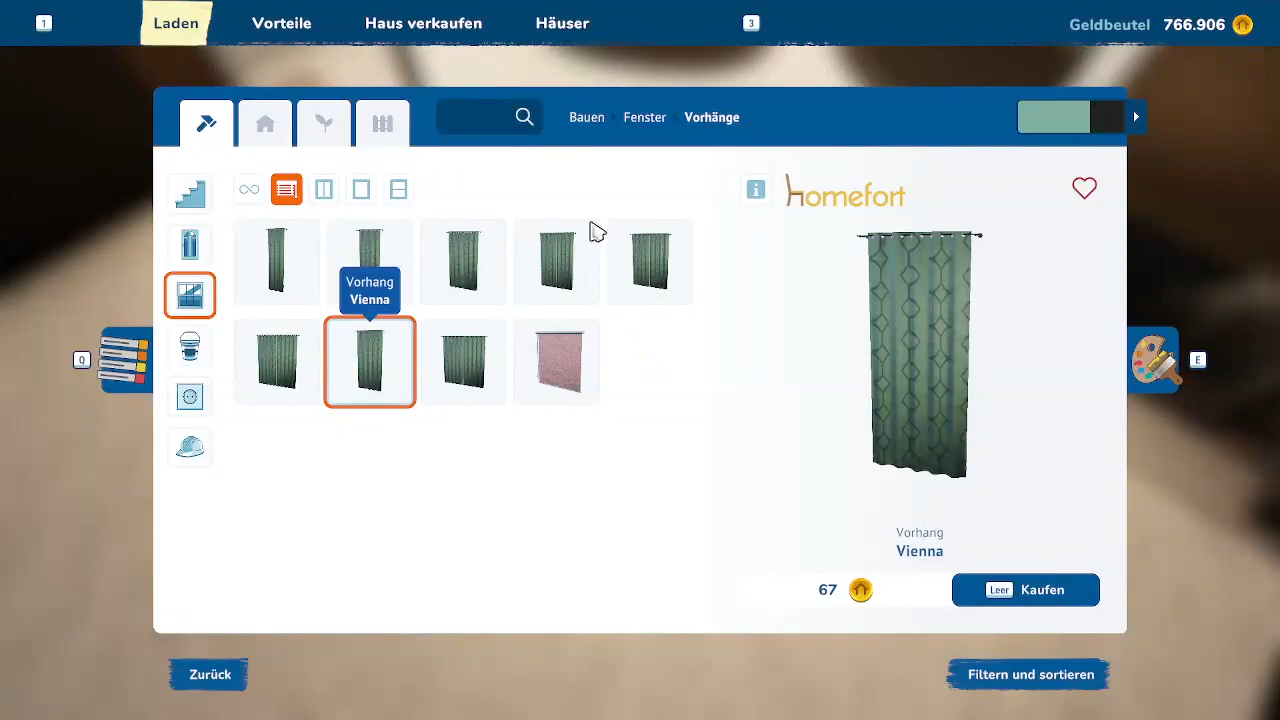 1
Laden
Vorteile
Haus verkaufen
Häuser
3
Geldbeutel 766.906
Bauen
Fenster
Vorhänge
i
homefort
Vorhang
Vienna
Q
E
Vorhang
Vienna
67
Leer Kaufen
Zurück
Filtern und sortieren